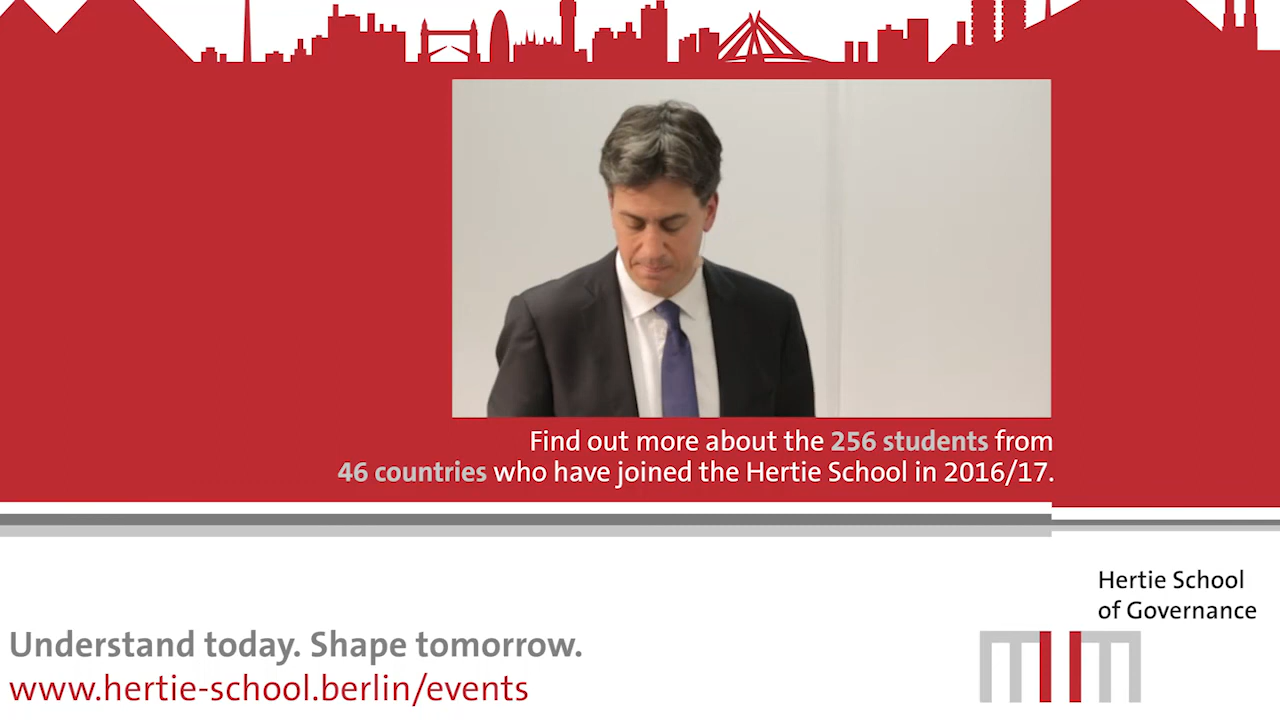 Find out more about the 256 students from
46 countries who have joined the Hertie School in 2016/17.
Hertie School
of Governance
Understand today. Shape tomorrow.
www.hertie-school.berlin/events